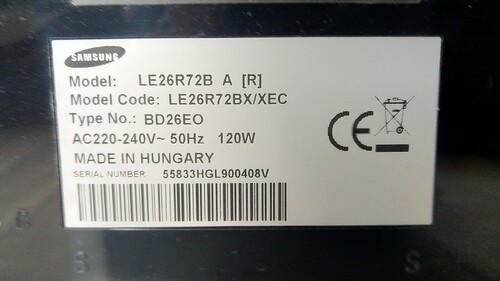 SAMSUNG
Model: LE26R72B A [R]
Model Code: LE26R72BX/XEC
Type No.: BD26EO
AC220-240V~ 50Hz 120W
MADE IN HUNGARY
SERIAL NUMBER 55833HGL900408V
CE